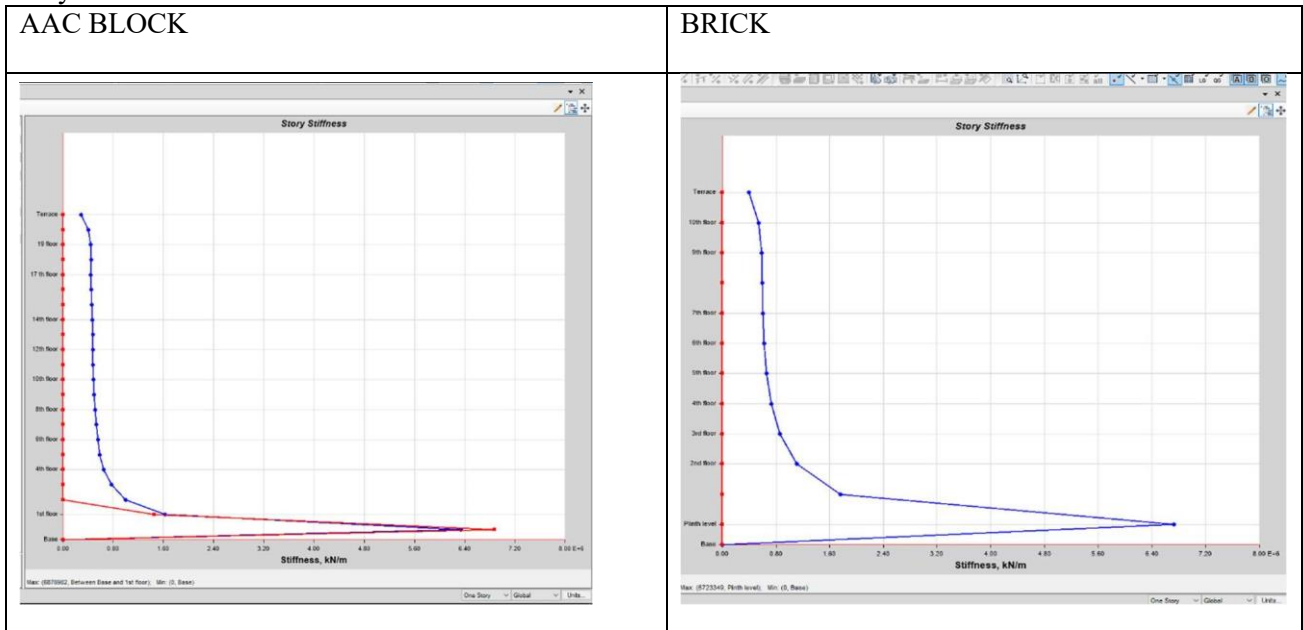 AAC BLOCK
BRICK
Story Stiffness
Terrace
19 floor
17 th floor
14th floor
12th floor
10th floor
8th floor
6th floor
4th floor
1st floor
Base
0.00 0.80 1.60 2.40 3.20 4.00 4.80 5.60 6.40 7.20 8.00 E+6
Stiffness, kN/m
Between Base and 1st floor); Min: (0, Base)
One Story Global Units...
Story Stiffness
Terrace
10th floor
9th floor
7th floor
6th floor
5th floor
4th floor
3rd floor
2nd floor
Plinth level
Base
0.00 0.80 1.60 2.40 3.20 4.00 4.80 5.60 6.40 7.20 8.00 E+6
Stiffness, kN/m
Max: (6723349, Plinth level); Min: (0, Base)
One Story Global Units...